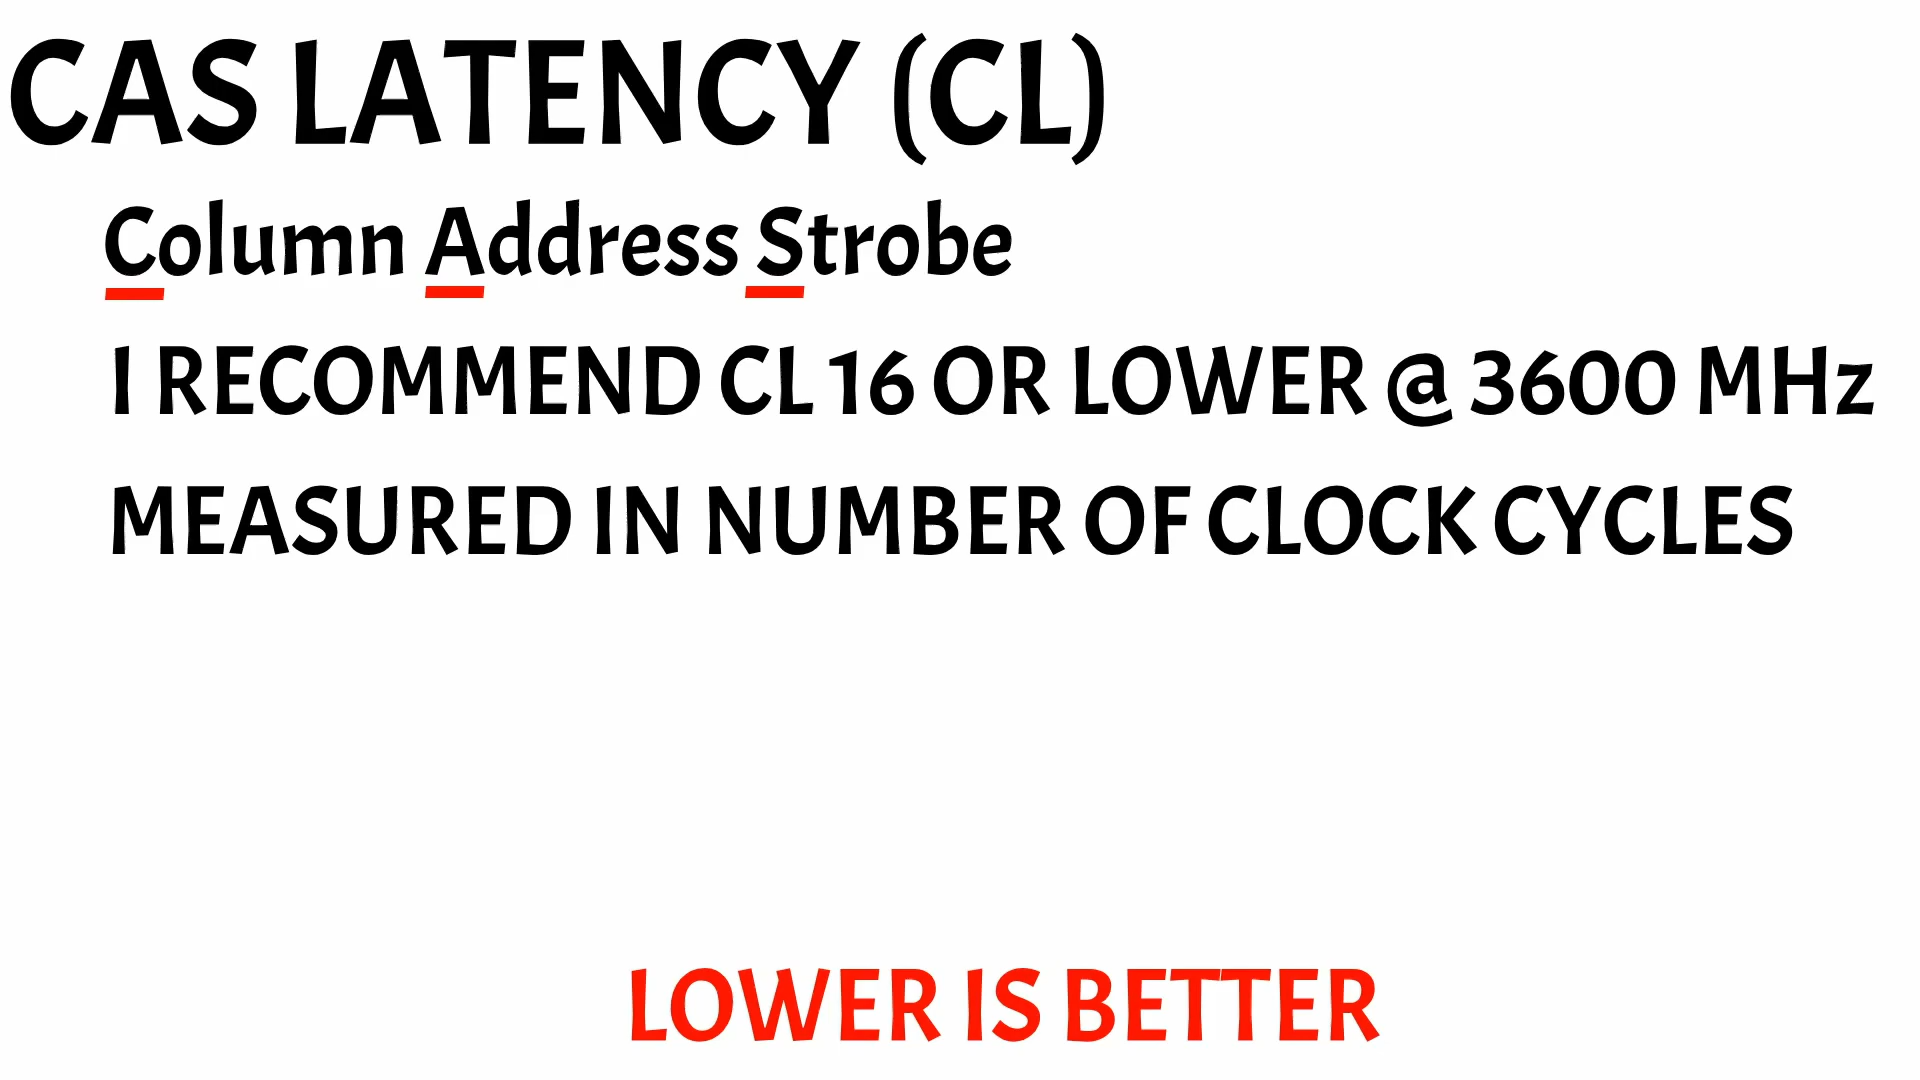 CAS LATENCY (CL)
Column Address Strobe
I RECOMMEND CL 16 OR LOWER @ 3600 MHz
MEASURED IN NUMBER OF CLOCK CYCLES
LOWER IS BETTER